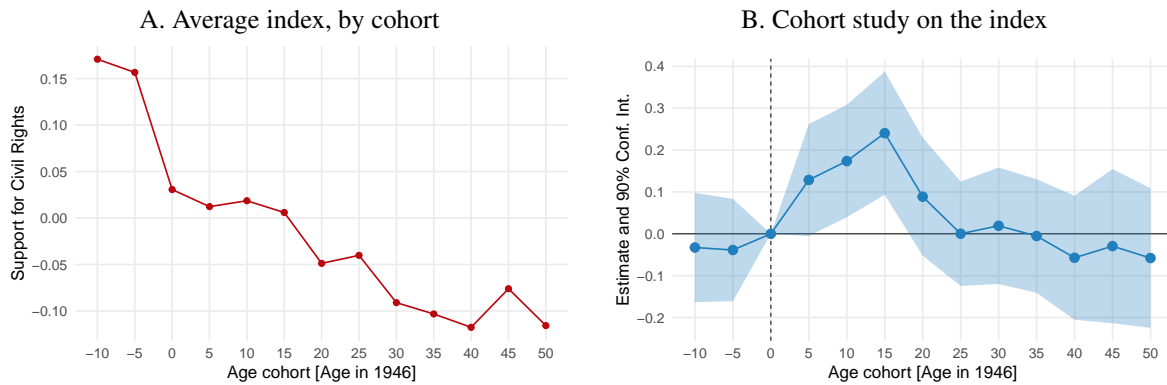 A. Average index, by cohort
Support for Civil Rights
0.15
0.10
0.05
0.00
−0.05
−0.10
−10 −5 0 5 10 15 20 25 30 35 40 45 50
Age cohort [Age in 1946]
B. Cohort study on the index
Estimate and 90% Conf. Int.
0.4
0.3
0.2
0.1
0.0
−0.1
−0.2
−10 −5 0 5 10 15 20 25 30 35 40 45 50
Age cohort [Age in 1946]